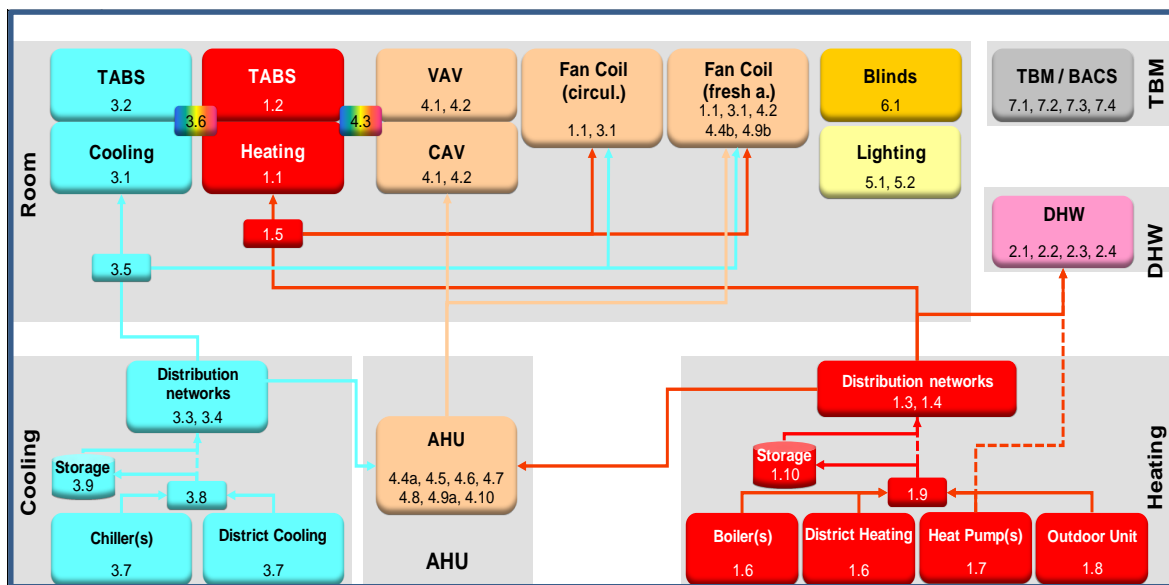 TABS
3.2
TABS
1.2
VAV
4.1, 4.2
Fan Coil
(circul.)
1.1, 3.1
Fan Coil
(fresh a.)
1.1, 3.1, 4.2
4.4b, 4.9b
Blinds
6.1
TBM / BACS
7.1, 7.2, 7.3, 7.4
TBM
3.6
4.3
Cooling
3.1
Heating
1.1
CAV
4.1, 4.2
Lighting
5.1, 5.2
Room
1.5
3.5
DHW
2.1, 2.2, 2.3, 2.4
DHW
Distribution
networks
3.3, 3.4
Storage
3.9
3.8
Chiller(s)
3.7
District Cooling
3.7
Cooling
AHU
4.4a, 4.5, 4.6, 4.7
4.8, 4.9a, 4.10
AHU
Distribution networks
1.3, 1.4
Storage
1.10
1.9
Boiler(s)
1.6
District Heating
1.6
Heat Pump(s)
1.7
Outdoor Unit
1.8
Heating